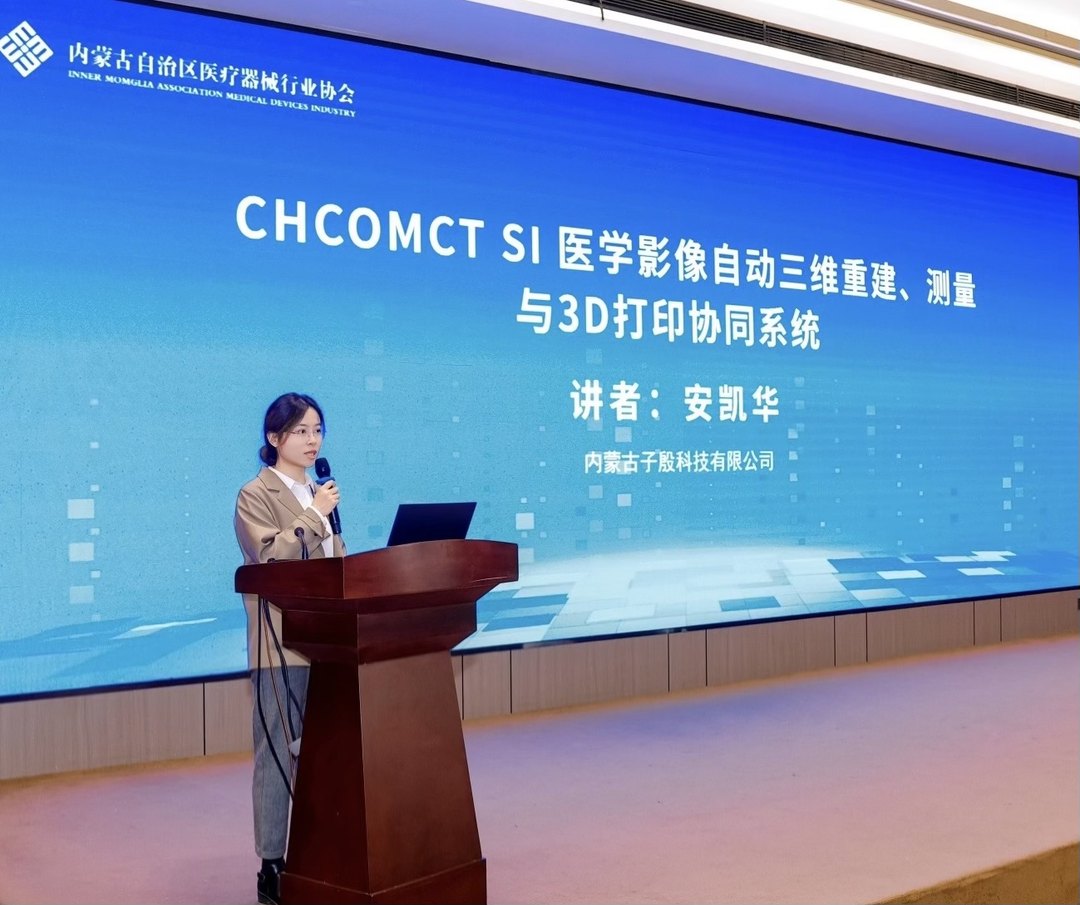 内蒙古自治区医疗器械行业协会
INNER MOMGLIA ASSOCIATION MEDICAL DEVICES INDUSTRY
CHCOMCT SI 医学影像自动三维重建、测量
与3D打印协同系统
讲者：安凯华
内蒙古子殷科技有限公司